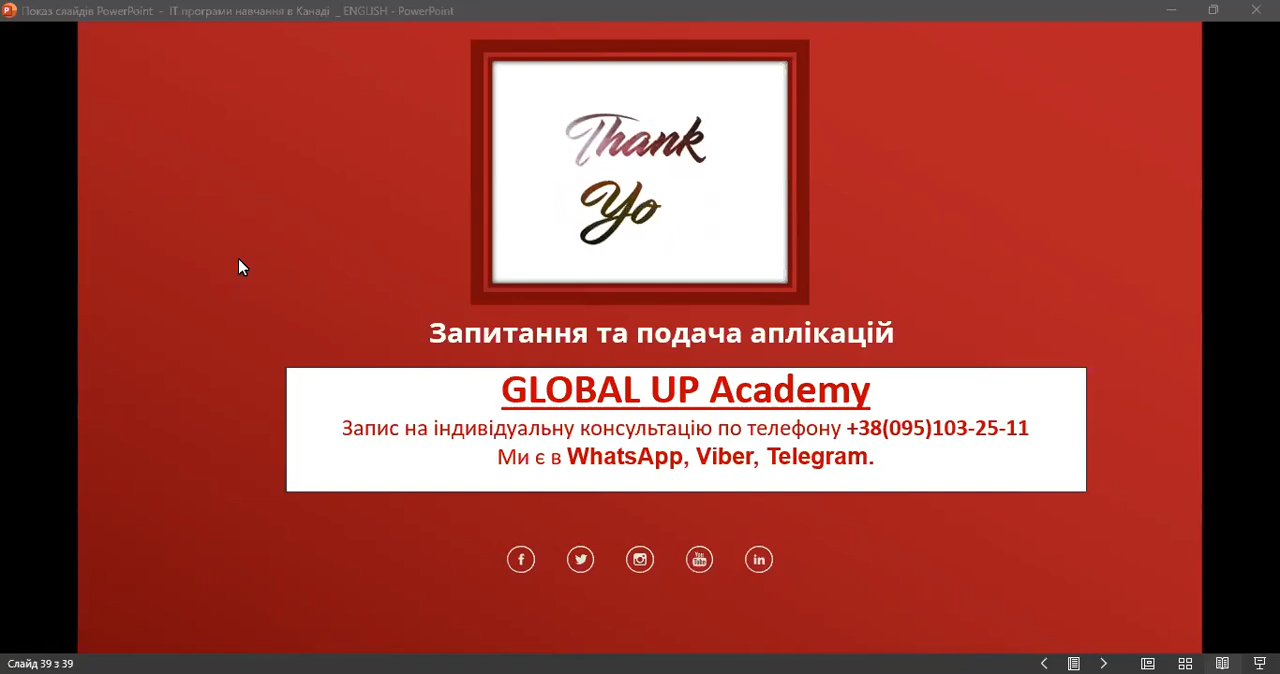 Показ слайдів PowerPoint - ІТ програми навчання в Канаді _ ENGLISH - PowerPoint
Thank
Yo
Запитання та подача аплікацій
GLOBAL UP Academy
Запис на індивідуальну консультацію по телефону +38(095)103-25-11
Ми є в WhatsApp, Viber, Telegram.
Слайд 39 з 39